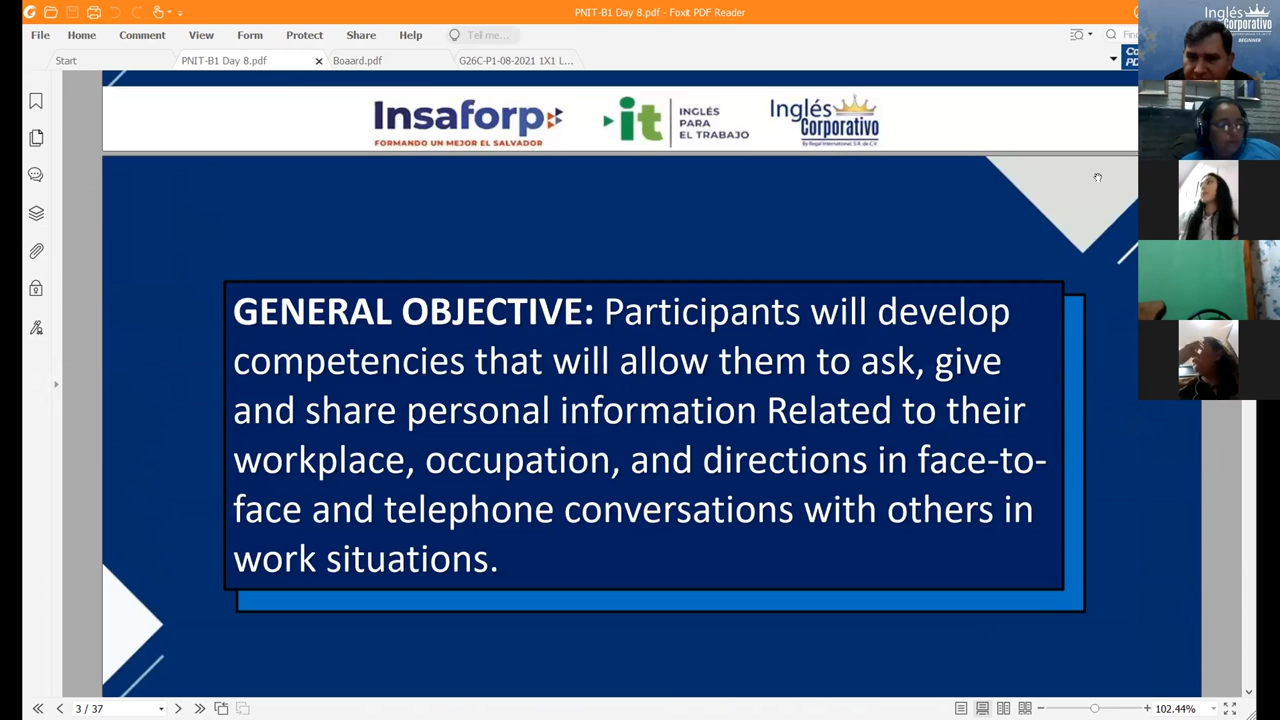 PNIT-B1 Day 8.pdf - Foxit PDF Reader
File Home Comment View Form Protect Share Help Tell me...
Start PNIT-B1 Day 8.pdf Boaard.pdf G26C-P1-08-2021 1X1 L...
Insaforp
FORMANDO UN MEJOR EL SALVADOR
it
INGLÉS
PARA
EL TRABAJO
Inglés
Corporativo
By Regal International, S.A. de C.V.
Inglés
Corporativo
BEGINNER
GENERAL OBJECTIVE: Participants will develop
competencies that will allow them to ask, give
and share personal information Related to their
workplace, occupation, and directions in face-to-
face and telephone conversations with others in
work situations.
3 / 37
102.44%